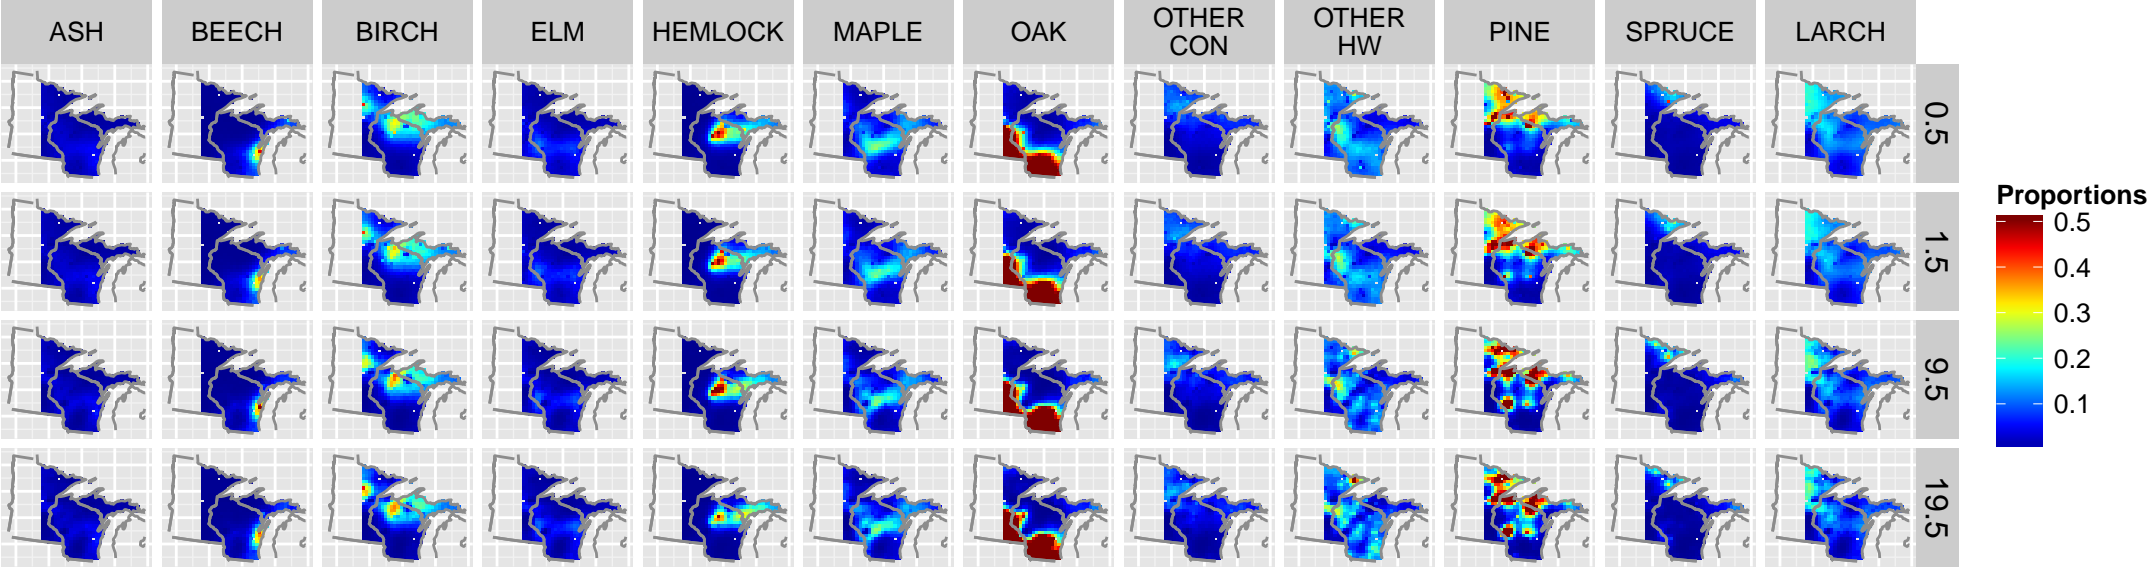 ASH
BEECH
BIRCH
ELM
HEMLOCK
MAPLE
OAK
OTHER
CON
OTHER
HW
PINE
SPRUCE
LARCH
0.5
1.5
9.5
19.5
Proportions
0.5
0.4
0.3
0.2
0.1